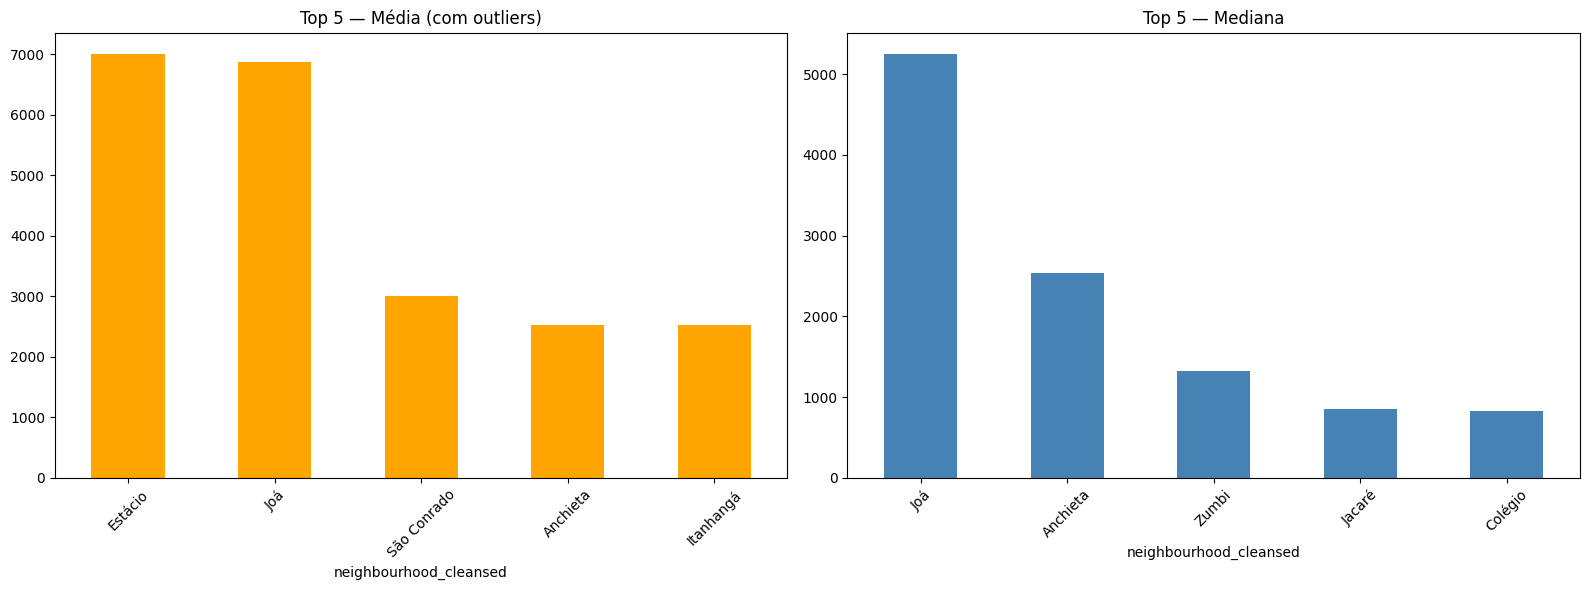 Top 5 — Média (com outliers)
7000
6000
5000
4000
3000
2000
1000
0
Estácio
Joá
São Conrado
Anchieta
Itanhangá
neighbourhood_cleansed
Top 5 — Mediana
5000
4000
3000
2000
1000
0
Joá
Anchieta
Zumbi
Jacaré
Colégio
neighbourhood_cleansed